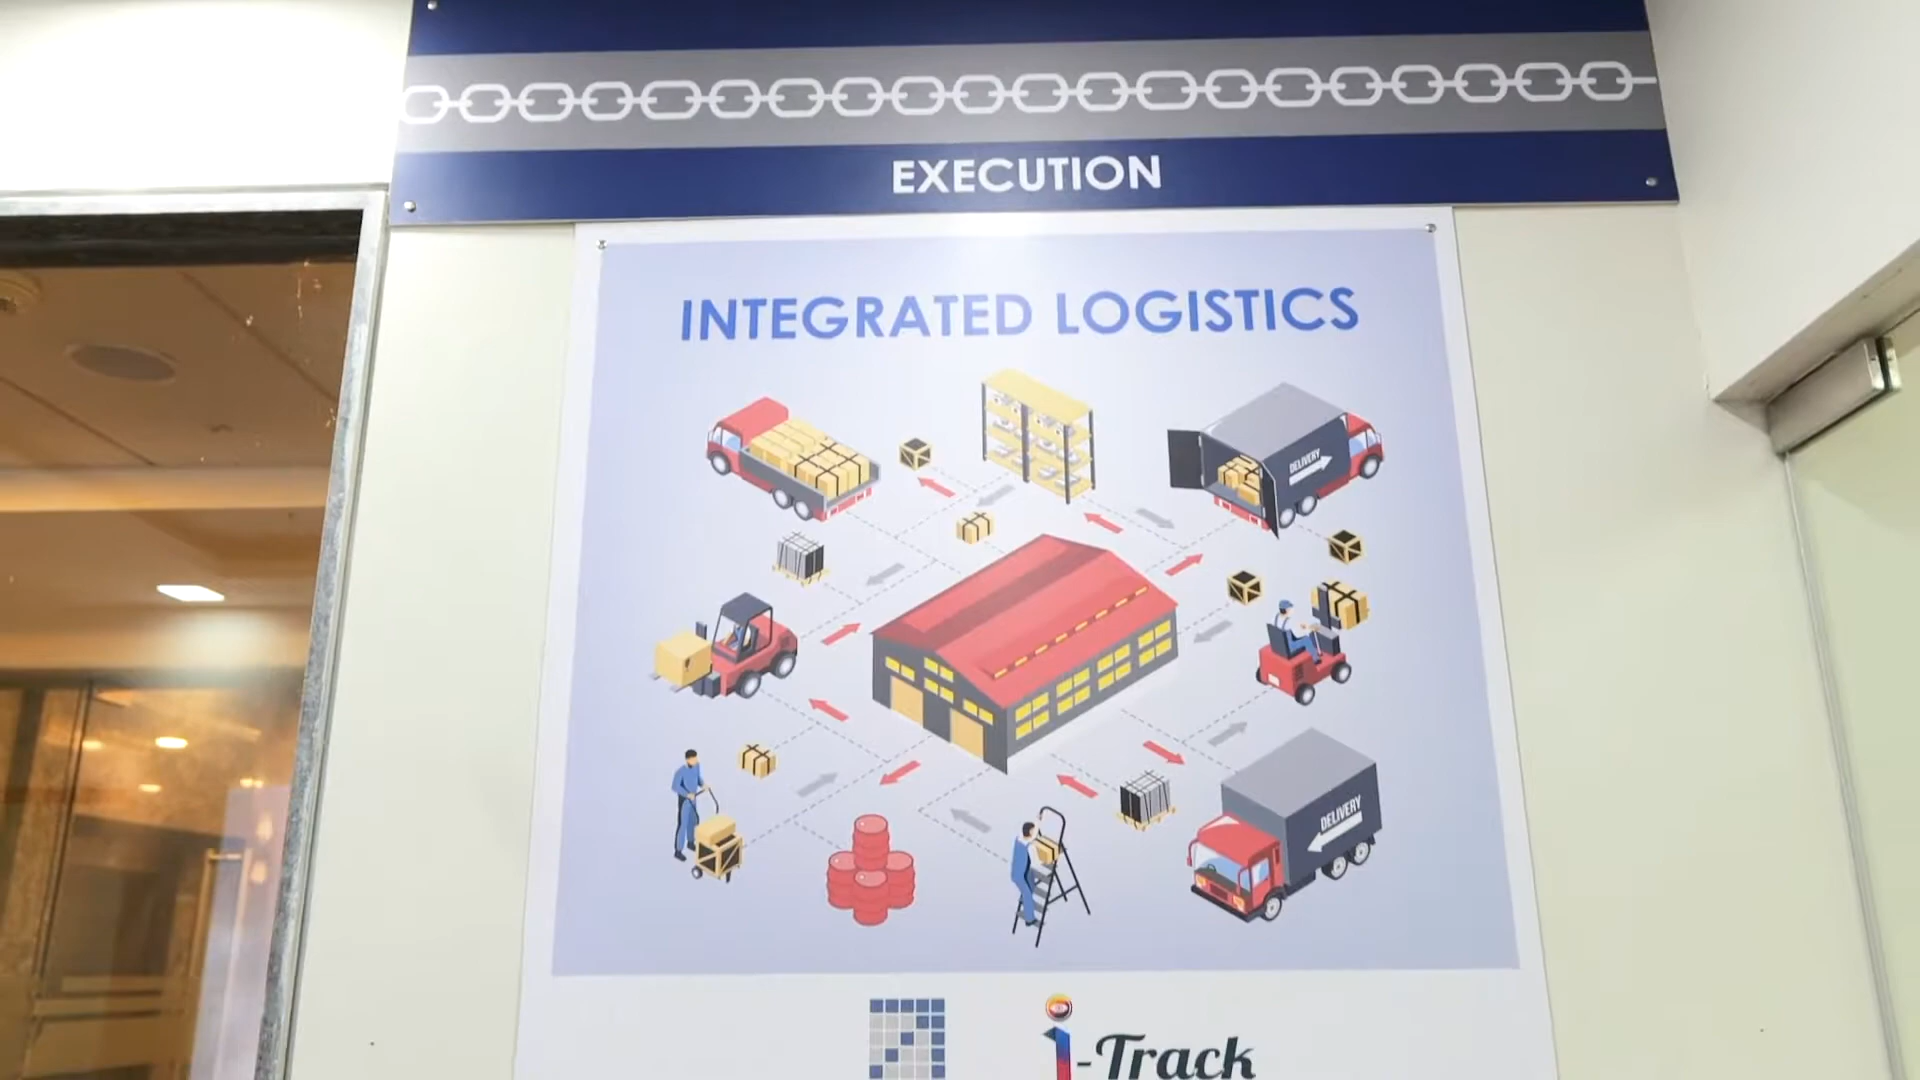 EXECUTION
INTEGRATED LOGISTICS
DELIVERY
DELIVERY
i-Track